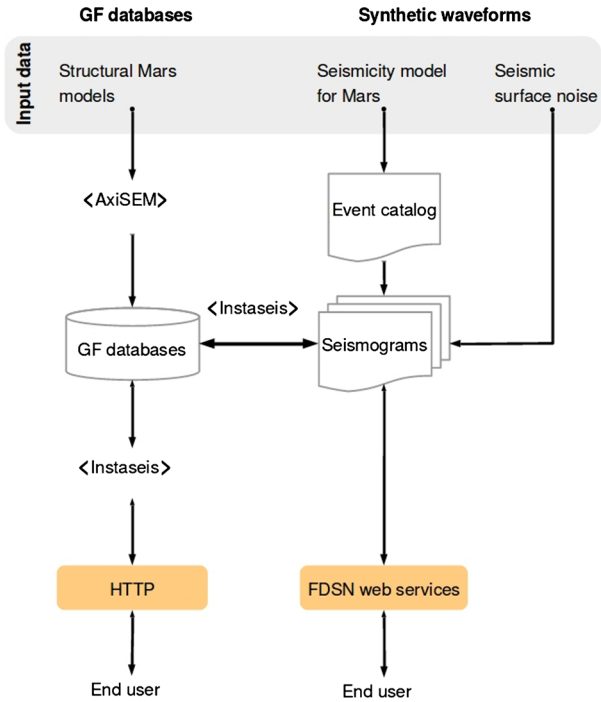 GF databases
Synthetic waveforms
Input data
Structural Mars
models
Seismicity model
for Mars
Seismic
surface noise
<AxiSEM>
Event catalog
<Instaseis>
GF databases
Seismograms
<Instaseis>
HTTP
FDSN web services
End user
End user